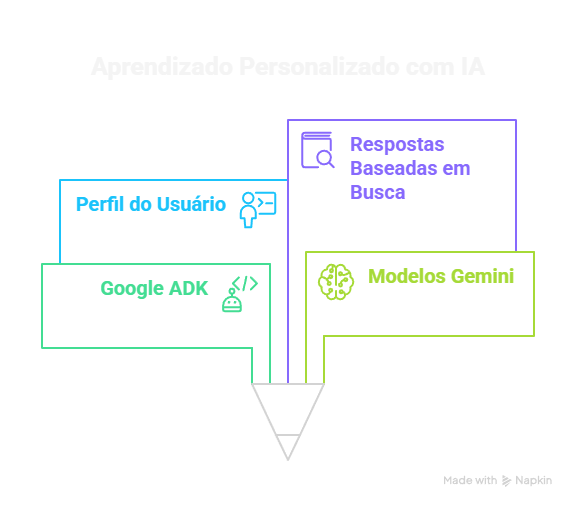 Aprendizado Personalizado com IA
Respostas
Baseadas em
Busca
Perfil do Usuário
Google ADK
Modelos Gemini
Made with Napkin